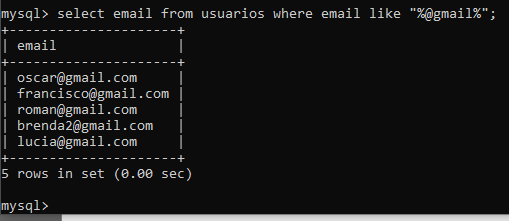 mysql> select email from usuarios where email like "%@gmail%";
+---------------------+
| email               |
+---------------------+
| oscar@gmail.com     |
| francisco@gmail.com |
| roman@gmail.com     |
| brenda2@gmail.com   |
| lucia@gmail.com     |
+---------------------+
5 rows in set (0.00 sec)
mysql>